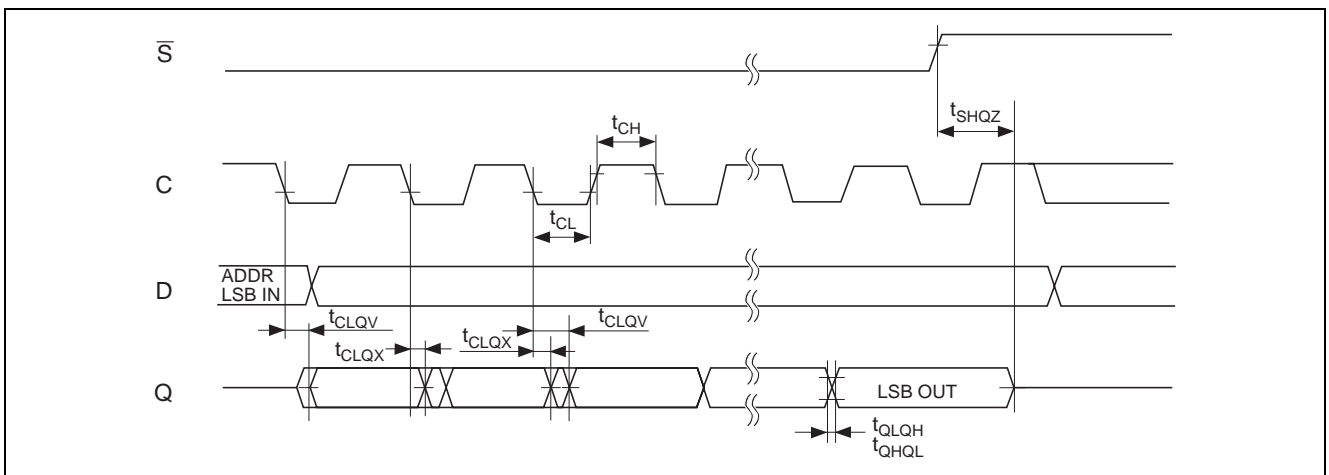 S̅
tSHQZ
tCH
C
tCL
ADDR
LSB IN
D
tCLQV
tCLQX
tCLQX
tCLQV
Q
LSB OUT
tQLQH
tQHQL